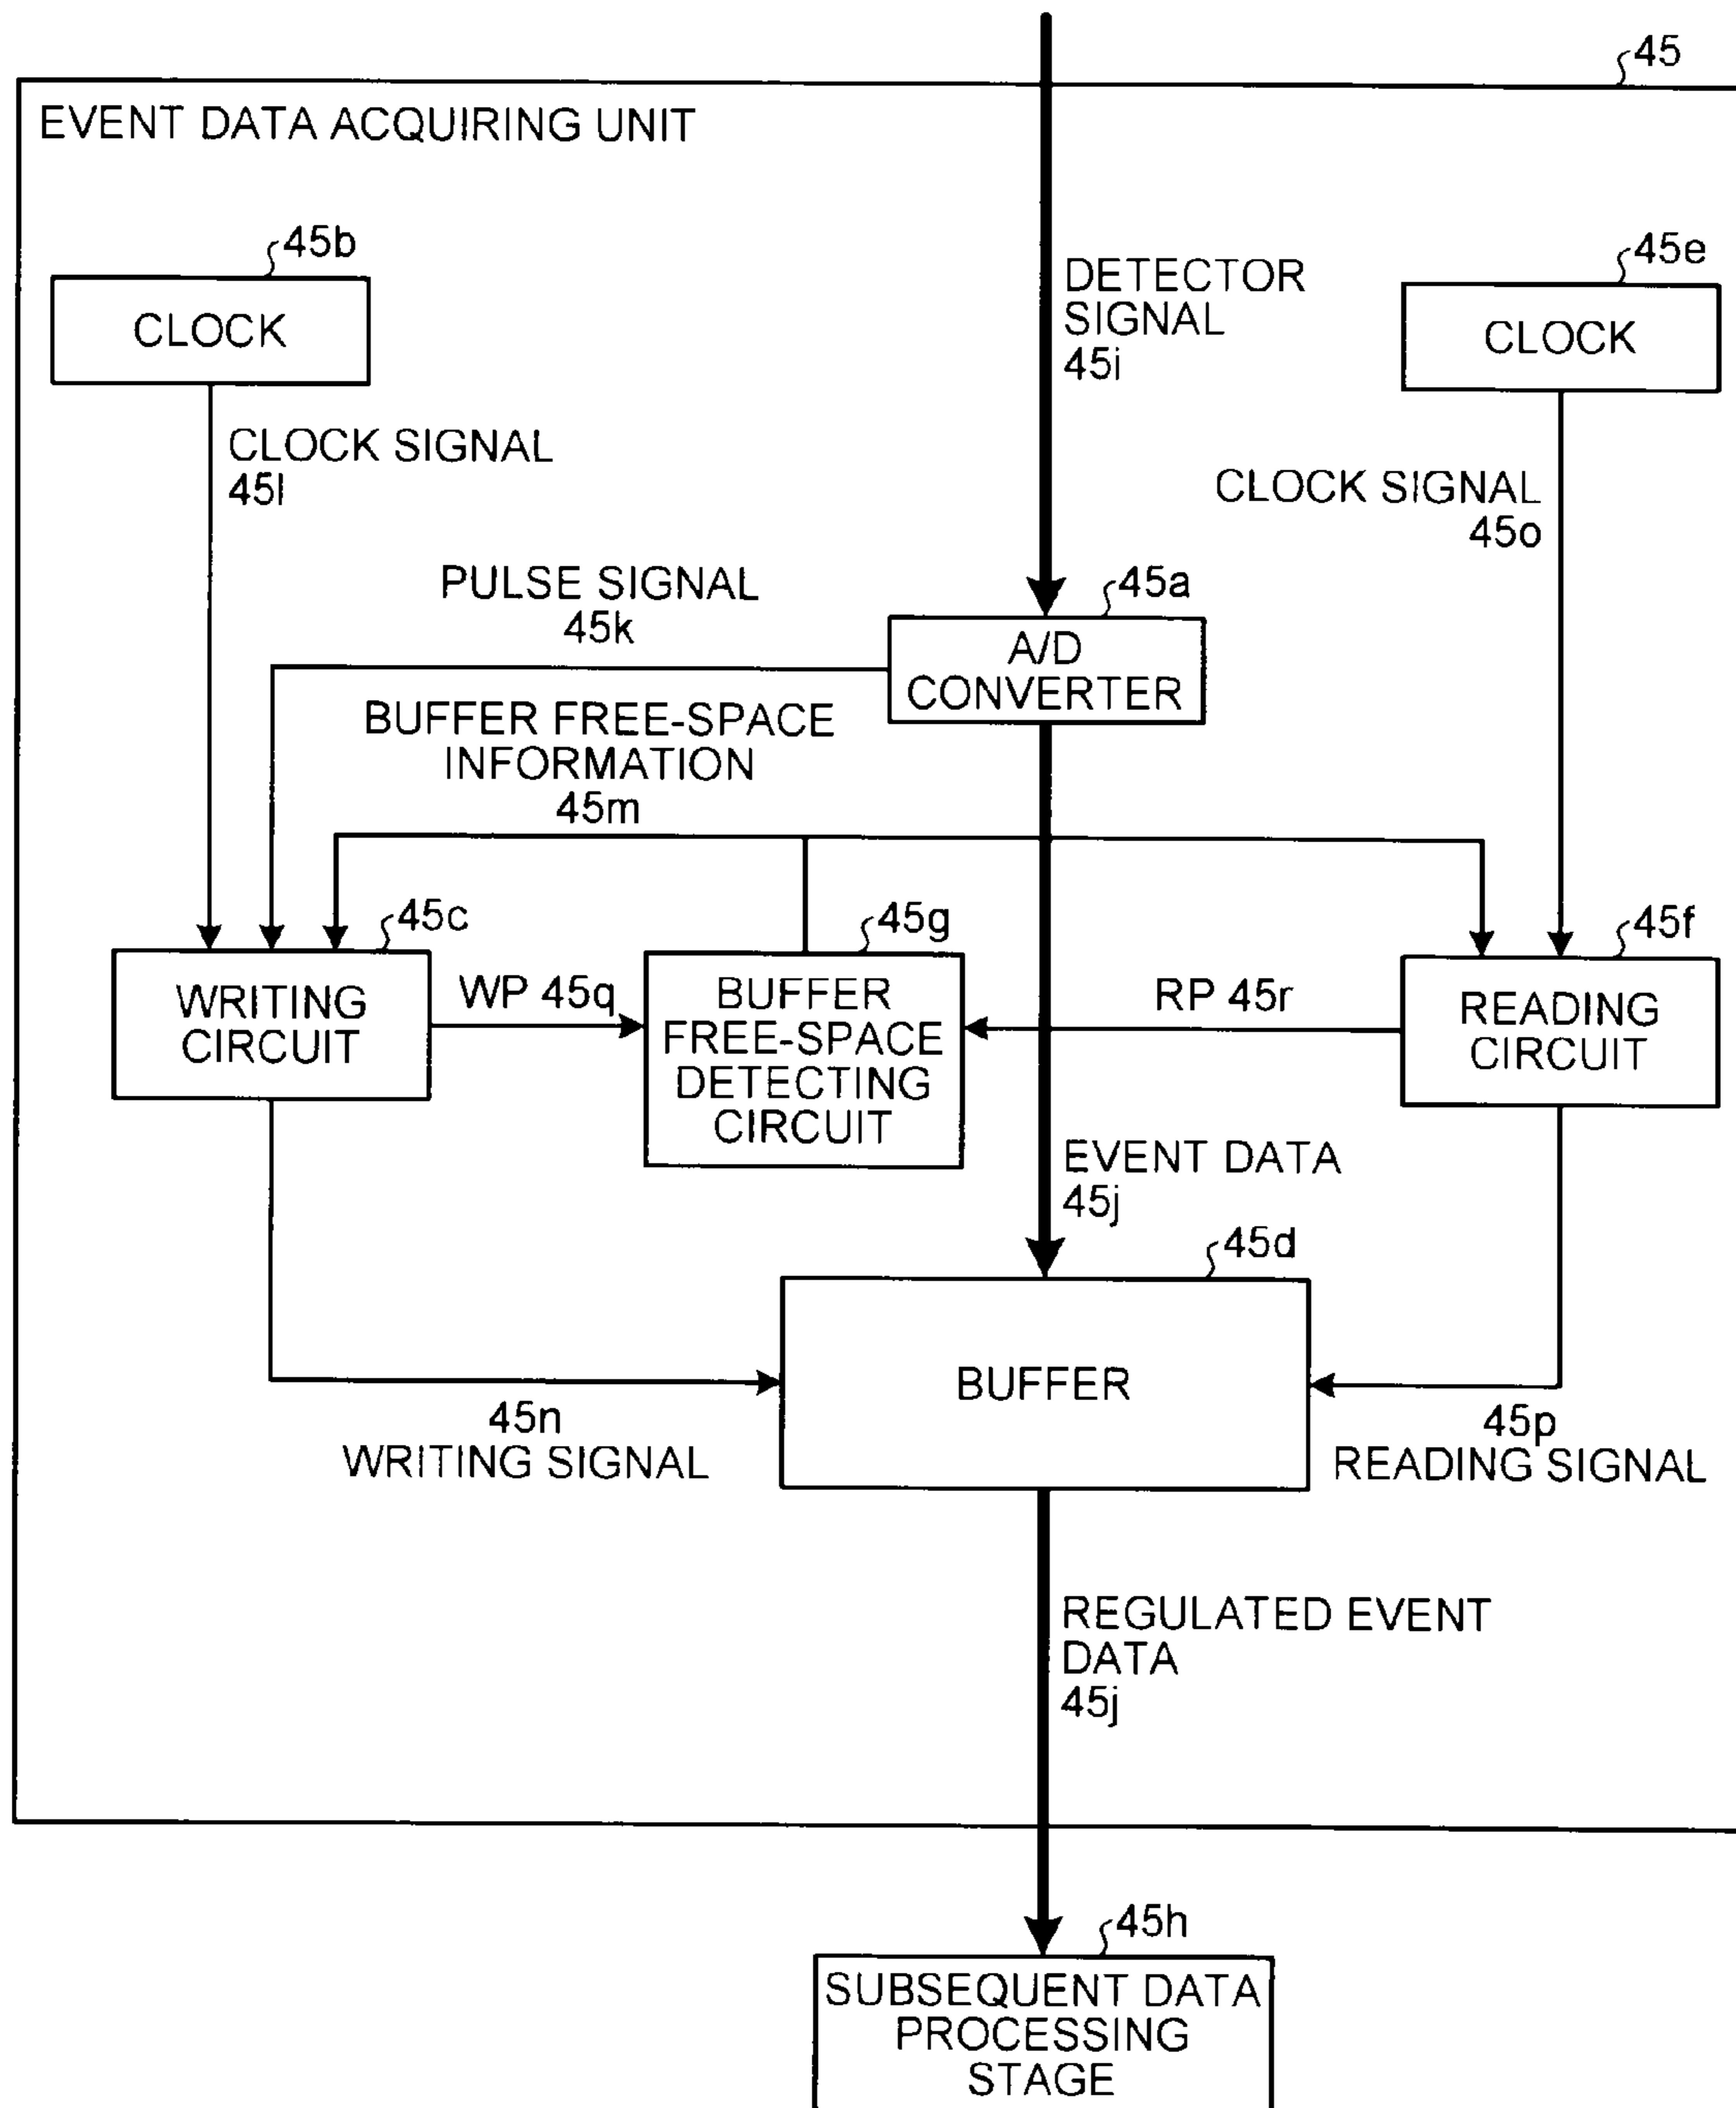 45
EVENT DATA ACQUIRING UNIT
45b
CLOCK
DETECTOR
SIGNAL
45i
45e
CLOCK
CLOCK SIGNAL
45l
CLOCK SIGNAL
45o
PULSE SIGNAL
45k
45a
A/D
CONVERTER
BUFFER FREE-SPACE
INFORMATION
45m
45c
WRITING
CIRCUIT
WP 45q
45g
BUFFER
FREE-SPACE
DETECTING
CIRCUIT
RP 45r
45f
READING
CIRCUIT
EVENT DATA
45j
45d
BUFFER
45n
WRITING SIGNAL
45p
READING SIGNAL
REGULATED EVENT
DATA
45j
45h
SUBSEQUENT DATA
PROCESSING
STAGE